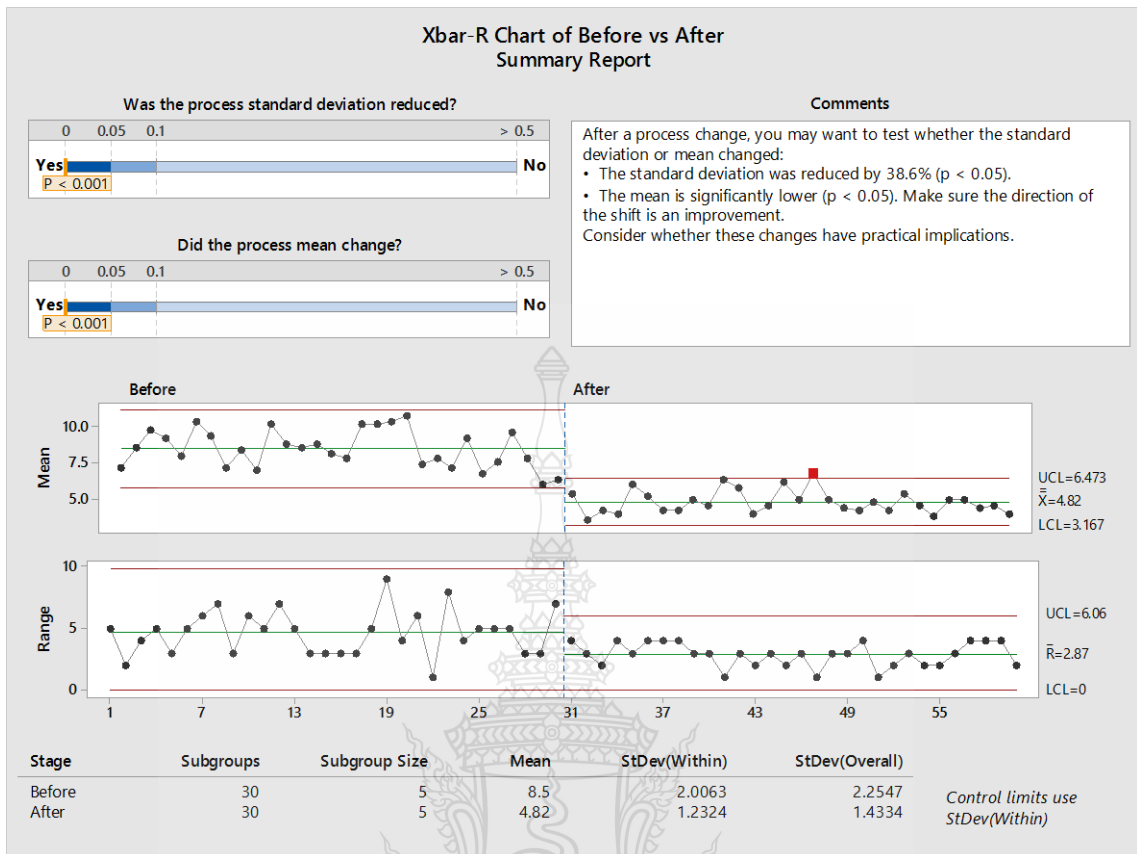 Xbar-R Chart of Before vs After
Summary Report
Was the process standard deviation reduced?
0 0.05 0.1 > 0.5
Yes No
P < 0.001
Did the process mean change?
0 0.05 0.1 > 0.5
Yes No
P < 0.001
Comments
After a process change, you may want to test whether the standard
deviation or mean changed:
• The standard deviation was reduced by 38.6% (p < 0.05).
• The mean is significantly lower (p < 0.05). Make sure the direction of
the shift is an improvement.
Consider whether these changes have practical implications.
Before After
Mean
10.0
7.5
5.0
UCL=6.473
X̿=4.82
LCL=3.167
Range
10
5
0
UCL=6.06
R̄=2.87
LCL=0
1 7 13 19 25 31 37 43 49 55
Stage Subgroups Subgroup Size Mean StDev(Within) StDev(Overall)
Before 30 5 8.5 2.0063 2.2547
After 30 5 4.82 1.2324 1.4334
Control limits use
StDev(Within)